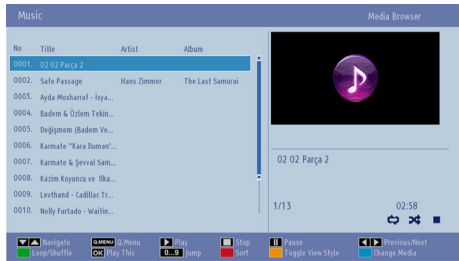 Music Media Browser
No Title Artist Album
0001. 02 02 Parça 2
0002. Safe Passage Hans Zimmer The Last Samurai
0003. Ayda Mosharraf - İsya...
0004. Badem & Özlem Tekin...
0005. Değişmem (Badem Ve...
0006. Karmate "Kara Duman'...
0007. Karmate & Şevval Sam...
0008. Kazim Koyuncu ve Ilka...
0009. Levthand - Cadillac Tr...
0010. Nelly Furtado - Waitin...
02 02 Parça 2
1/13 02:58
Navigate Q.MENU Q.Menu Play Stop Pause Previous/Next
Loop/Shuffle OK Play This 0...9 Jump Sort Toggle View Style Change Media